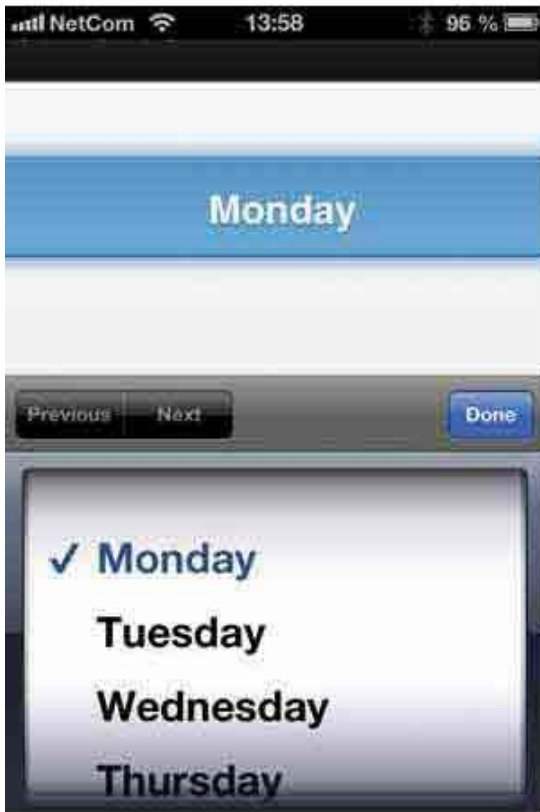 NetCom 13:58 96 %
Monday
Previous Next Done
✓ Monday
Tuesday
Wednesday
Thursday